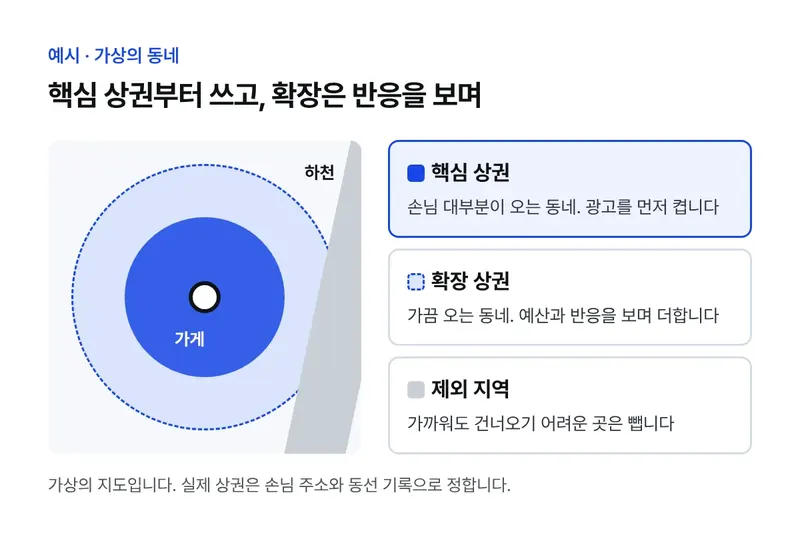 예시 · 가상의 동네
핵심 상권부터 쓰고, 확장은 반응을 보며
하천
가게
핵심 상권
손님 대부분이 오는 동네. 광고를 먼저 켭니다
확장 상권
가끔 오는 동네. 예산과 반응을 보며 더합니다
제외 지역
가까워도 건너오기 어려운 곳은 뺍니다
가상의 지도입니다. 실제 상권은 손님 주소와 동선 기록으로 정합니다.